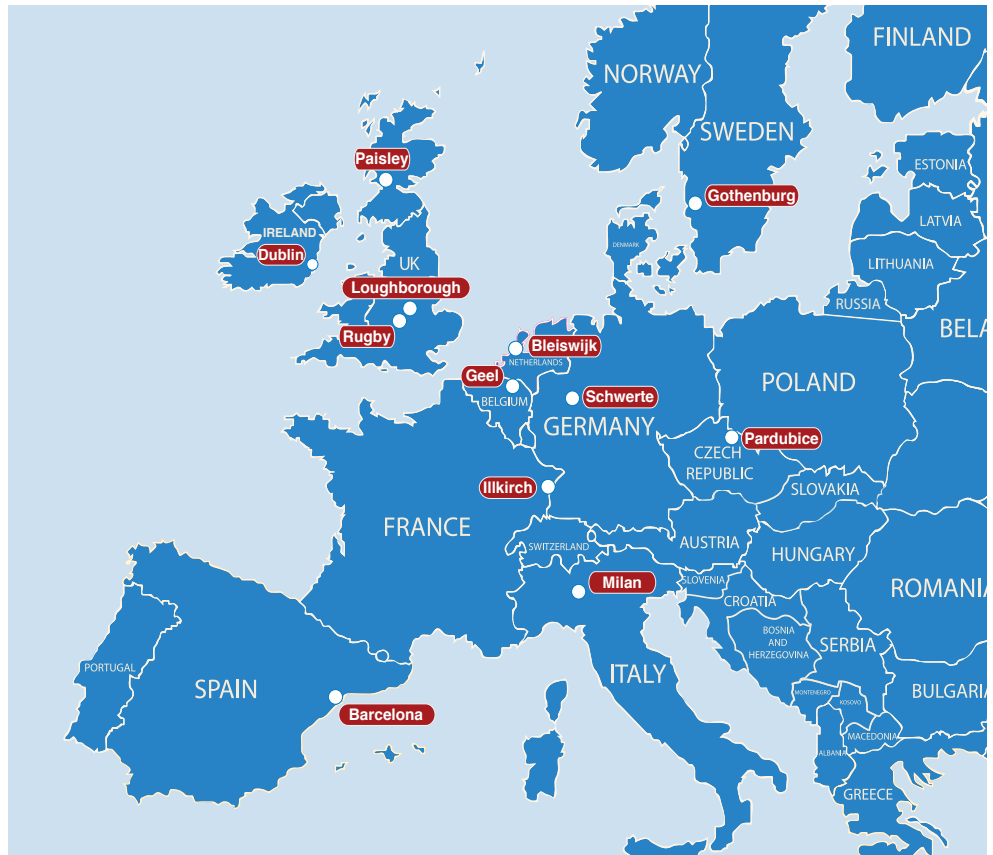 FINLAND
NORWAY
SWEDEN
Paisley
ESTONIA
Gothenburg
LATVIA
IRELAND
DENMARK
Dublin
UK
LITHUANIA
Loughborough
RUSSIA
Rugby
BELA
Bleiswijk
NETHERLANDS
Geel
POLAND
BELGIUM
Schwerte
GERMANY
Pardubice
CZECH
REPUBLIC
Illkirch
SLOVAKIA
FRANCE
SWITZERLAND
AUSTRIA
HUNGARY
Milan
SLOVENIA
ROMANIA
CROATIA
BOSNIA
AND
HERZEGOVINA
SERBIA
PORTUGAL
SPAIN
ITALY
MONTENEGRO
KOSOVO
BULGARIA
Barcelona
MACEDONIA
ALBANIA
GREECE